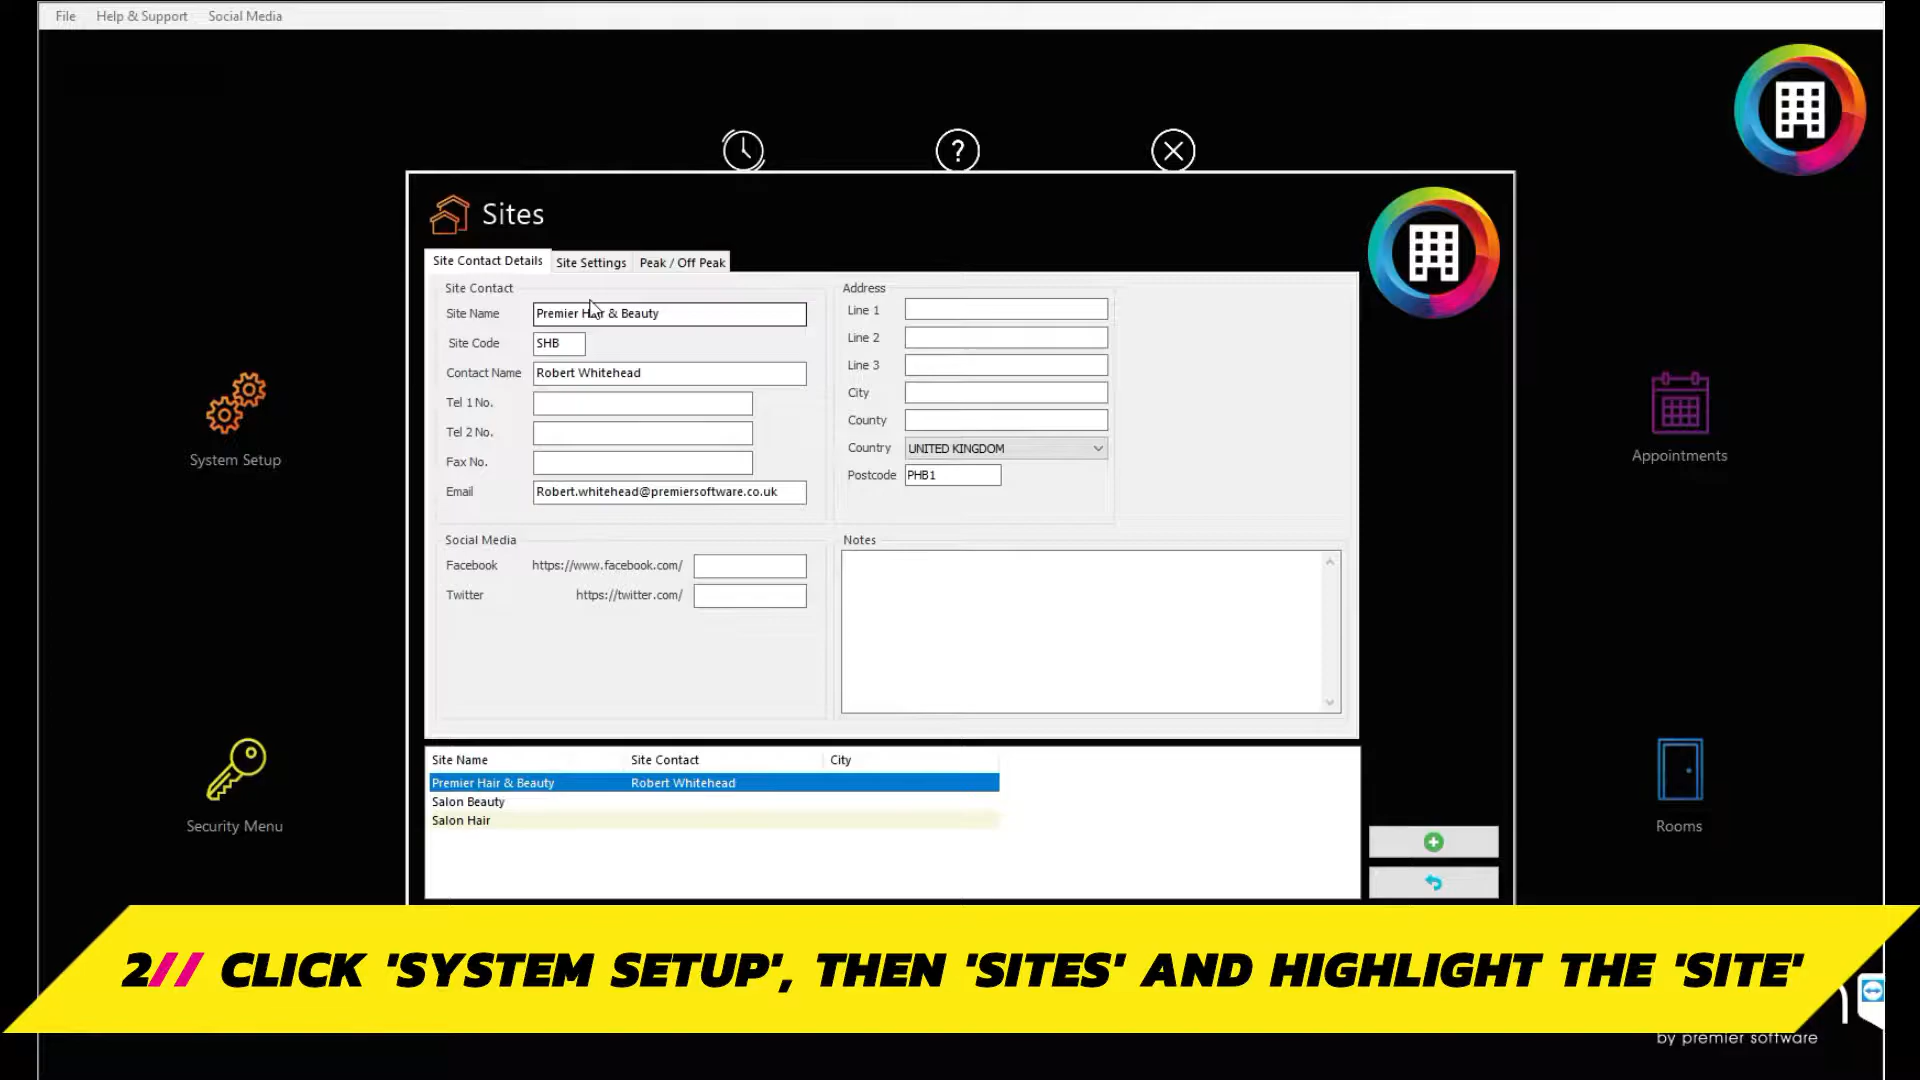 File Help & Support Social Media
?
Sites
Site Contact Details Site Settings Peak / Off Peak
Site Contact
Site Name Premier Hair & Beauty
Site Code SHB
Contact Name Robert Whitehead
Tel 1 No.
Tel 2 No.
Fax No.
Email Robert.whitehead@premiersoftware.co.uk
Address
Line 1
Line 2
Line 3
City
County
Country UNITED KINGDOM
Postcode PHB1
Social Media
Facebook https://www.facebook.com/
Twitter https://twitter.com/
Notes
Site Name Site Contact City
Premier Hair & Beauty Robert Whitehead
Salon Beauty
Salon Hair
System Setup
Security Menu
Appointments
Rooms
2// CLICK 'SYSTEM SETUP', THEN 'SITES' AND HIGHLIGHT THE 'SITE'
by premier software